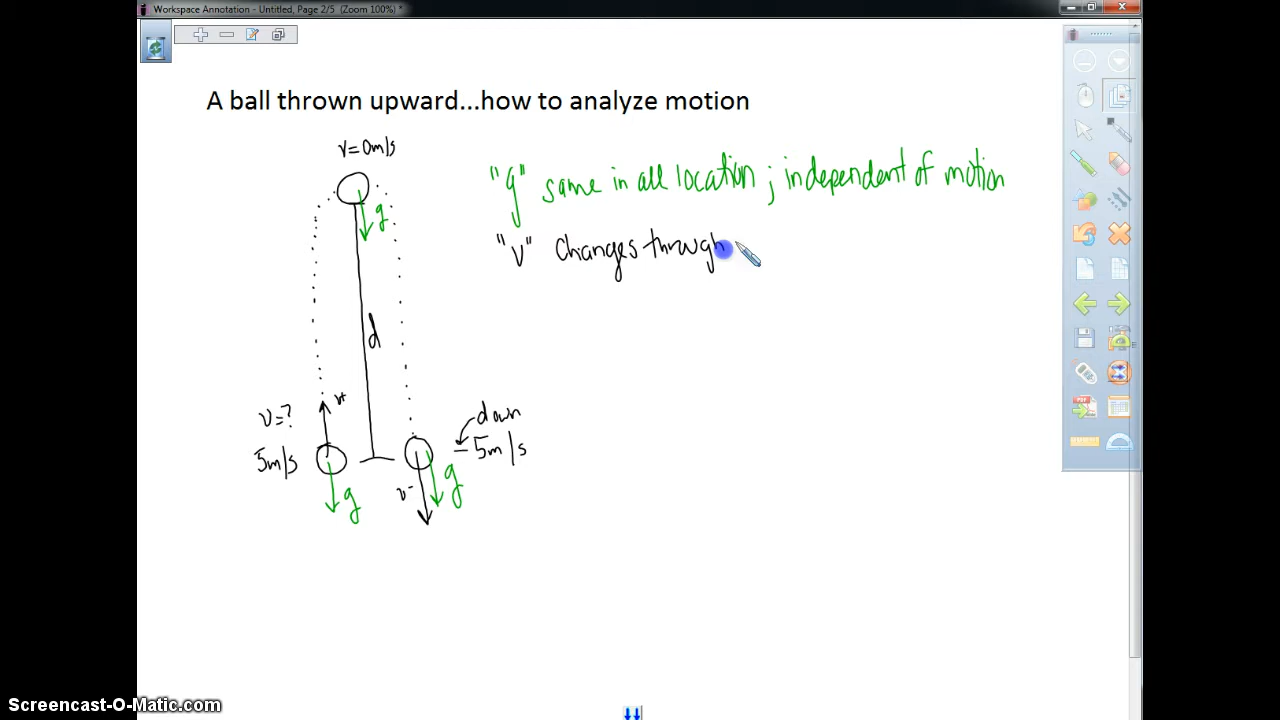 Workspace Annotation - Untitled, Page 2/5 (Zoom 100%) *
A ball thrown upward...how to analyze motion
v=0m/s
"g" same in all location ; independent of motion
g
"v" changes through
d
v+
v=?
down
5m/s
-5m/s
g
v-
g
PDF
Screencast-O-Matic.com